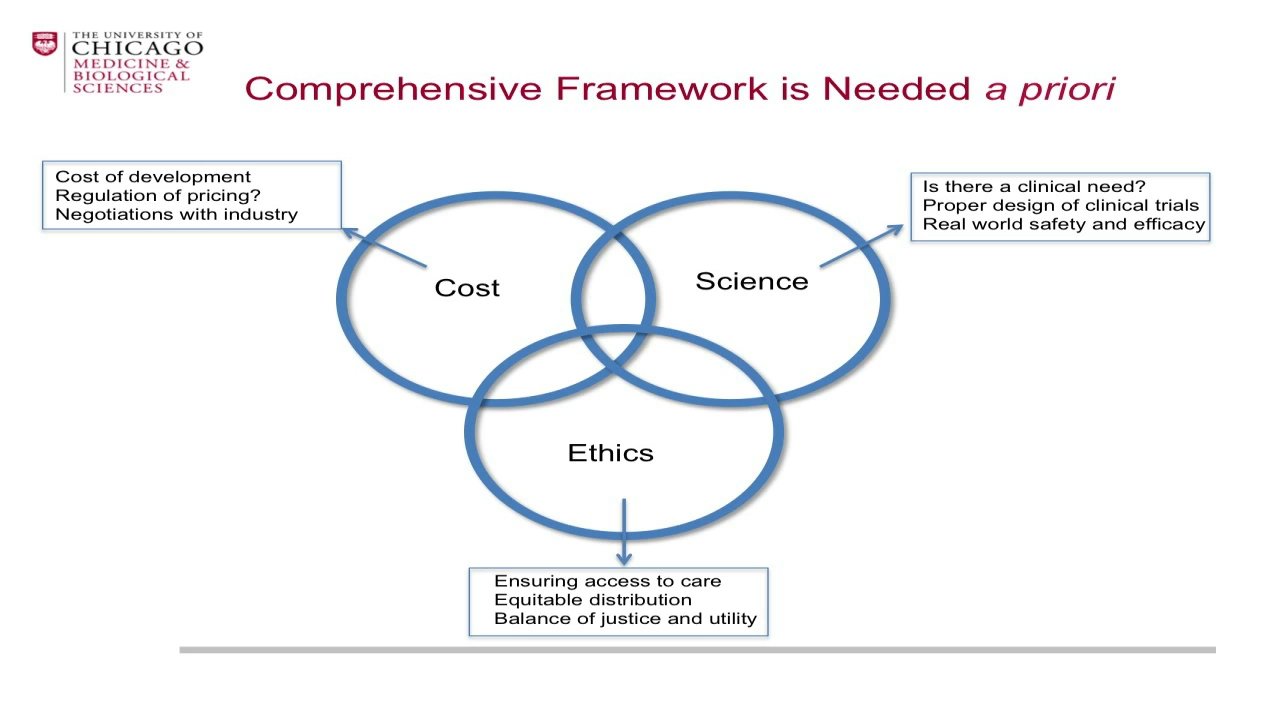 THE UNIVERSITY OF
CHICAGO
MEDICINE &
BIOLOGICAL
SCIENCES
Comprehensive Framework is Needed a priori
Cost of development
Regulation of pricing?
Negotiations with industry
Is there a clinical need?
Proper design of clinical trials
Real world safety and efficacy
Cost
Science
Ethics
Ensuring access to care
Equitable distribution
Balance of justice and utility